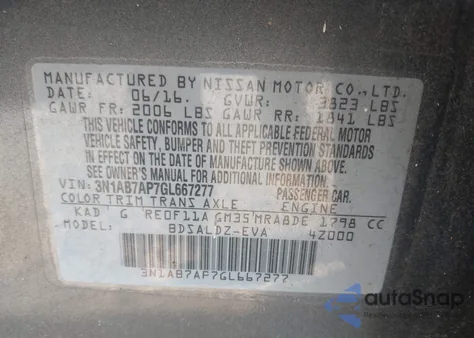 MANUFACTURED BY NISSAN MOTOR CO., LTD.
DATE: 06/16. GVWR: 3823 LBS
GAWR FR: 2006 LBS GAWR RR: 1841 LBS
THIS VEHICLE CONFORMS TO ALL APPLICABLE FEDERAL MOTOR
VEHICLE SAFETY, BUMPER AND THEFT PREVENTION
STANDARDS IN EFFECT ON THE
DATE OF MANUFACTURE SHOWN ABOVE.
SEE OWNER'S MANUAL FOR ADDITIONAL INFORMATION.
VIN: 3N1AB7AP7GL667277 PASSENGER CAR.
COLOR TRIM TRANS AXLE ENGINE
KAD G RE0F11A GM35 MRA8DE 1798 CC
BDSALDZ-EVA 4Z000
3N1AB7AP7GL667277
autoSnap